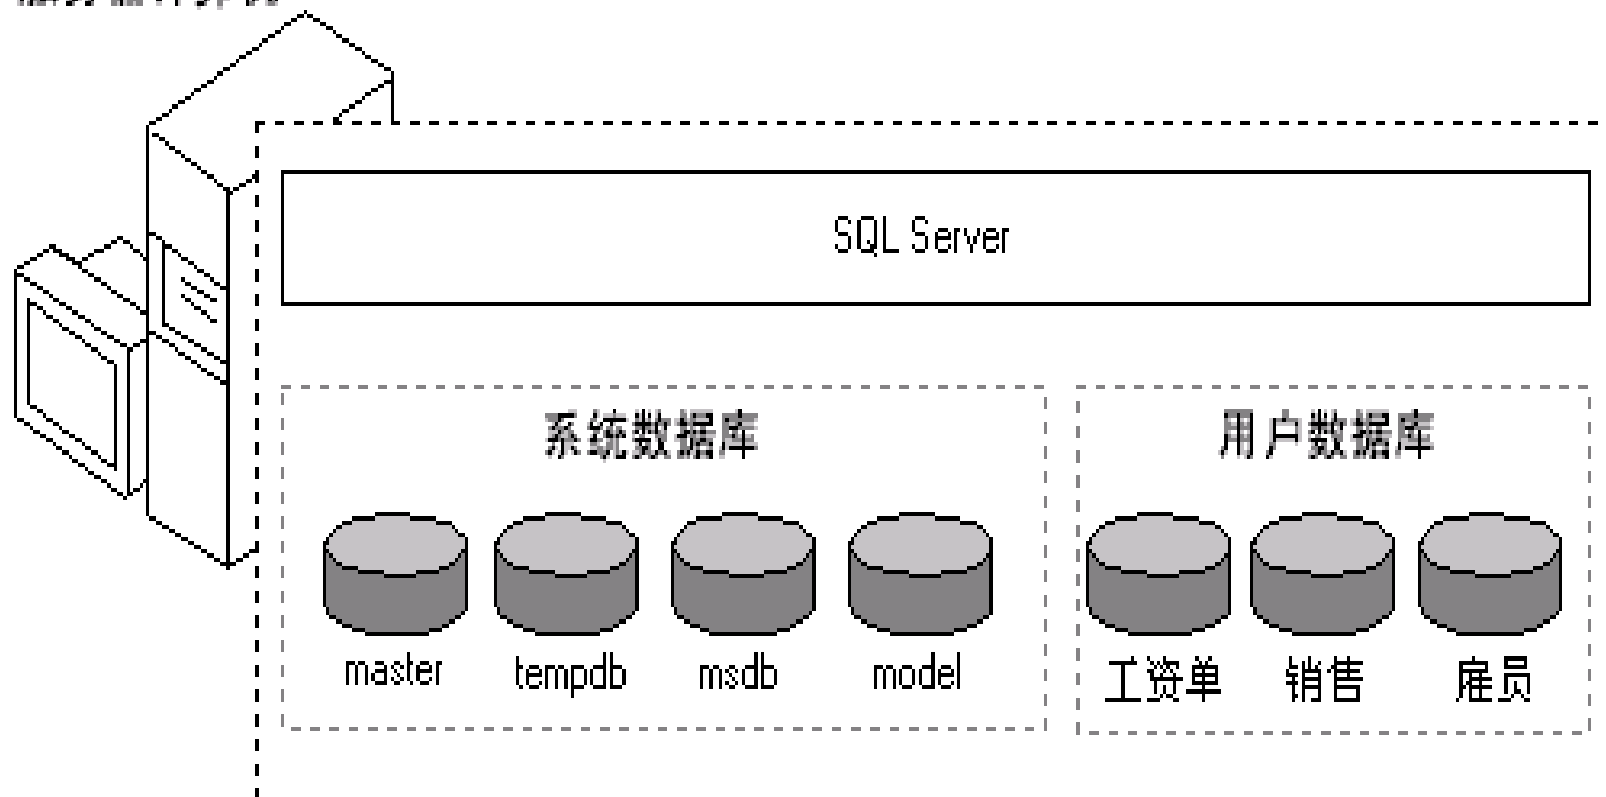 SQL Server
系统数据库
用户数据库
master
tempdb
msdb
model
工资单
销售
雇员